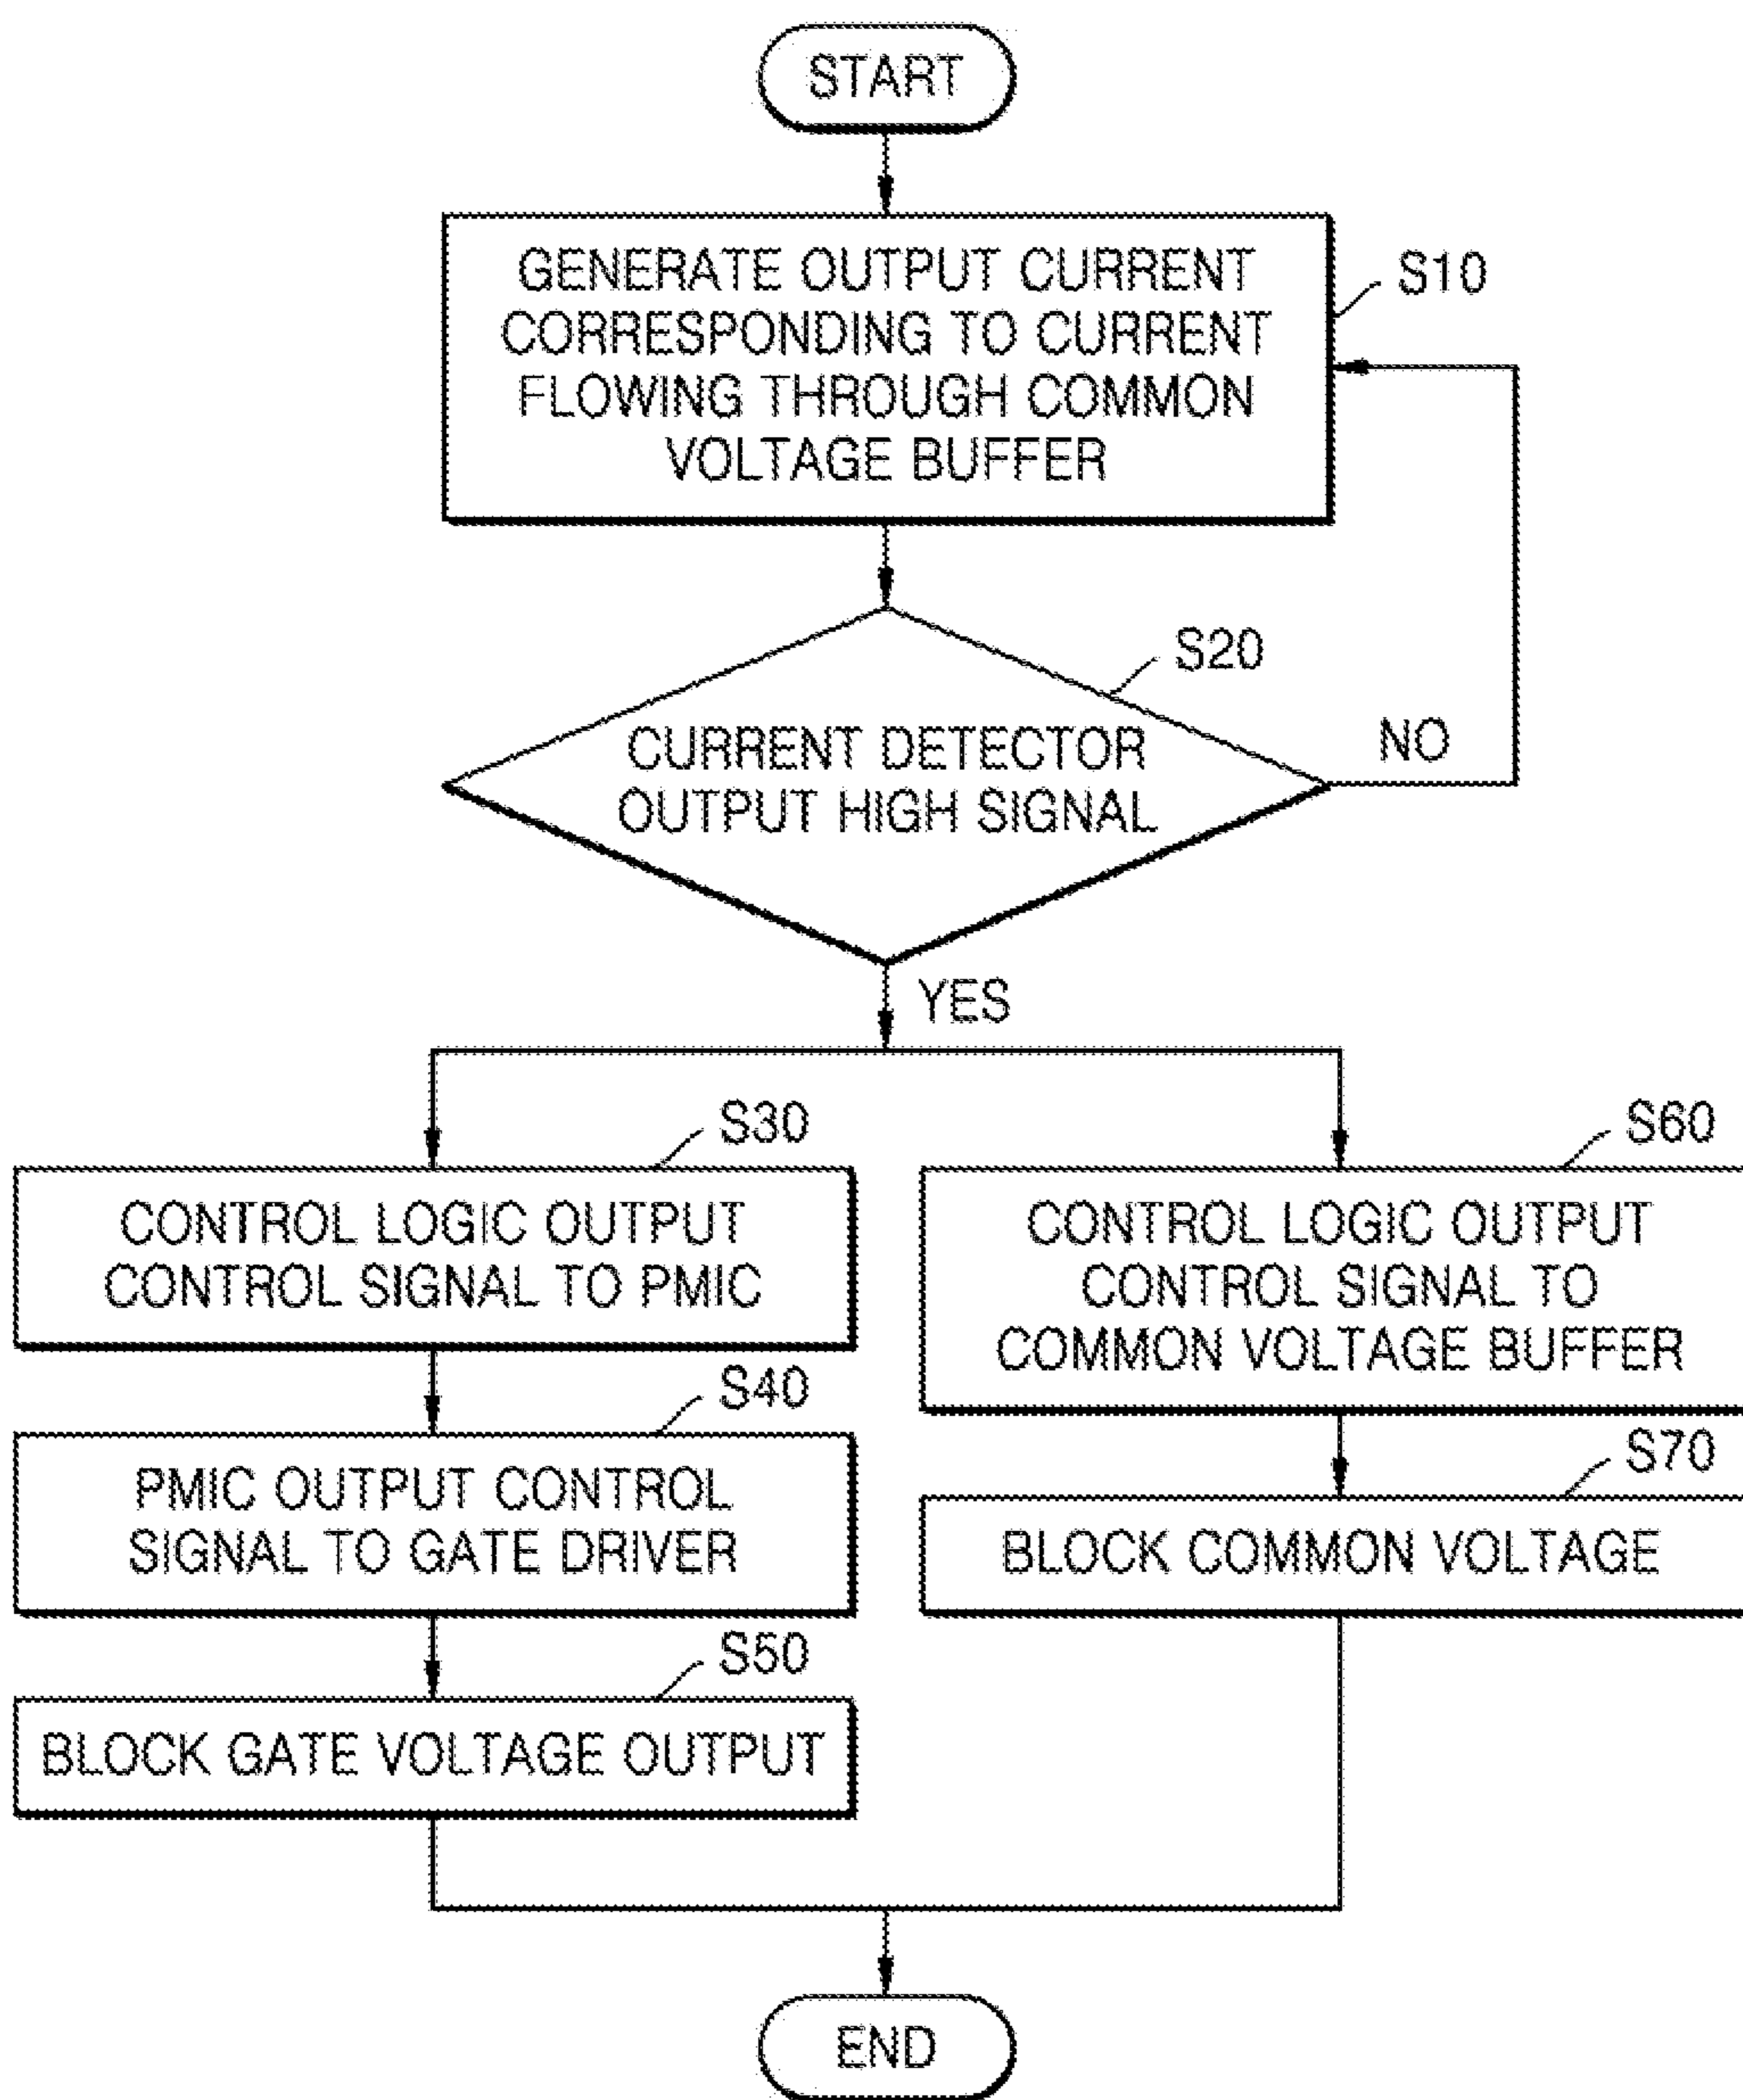 START
GENERATE OUTPUT CURRENT
CORRESPONDING TO CURRENT
FLOWING THROUGH COMMON
VOLTAGE BUFFER
S10
S20
CURRENT DETECTOR
OUTPUT HIGH SIGNAL
NO
YES
S30
CONTROL LOGIC OUTPUT
CONTROL SIGNAL TO PMIC
S40
PMIC OUTPUT CONTROL
SIGNAL TO GATE DRIVER
S50
BLOCK GATE VOLTAGE OUTPUT
S60
CONTROL LOGIC OUTPUT
CONTROL SIGNAL TO
COMMON VOLTAGE BUFFER
S70
BLOCK COMMON VOLTAGE
END